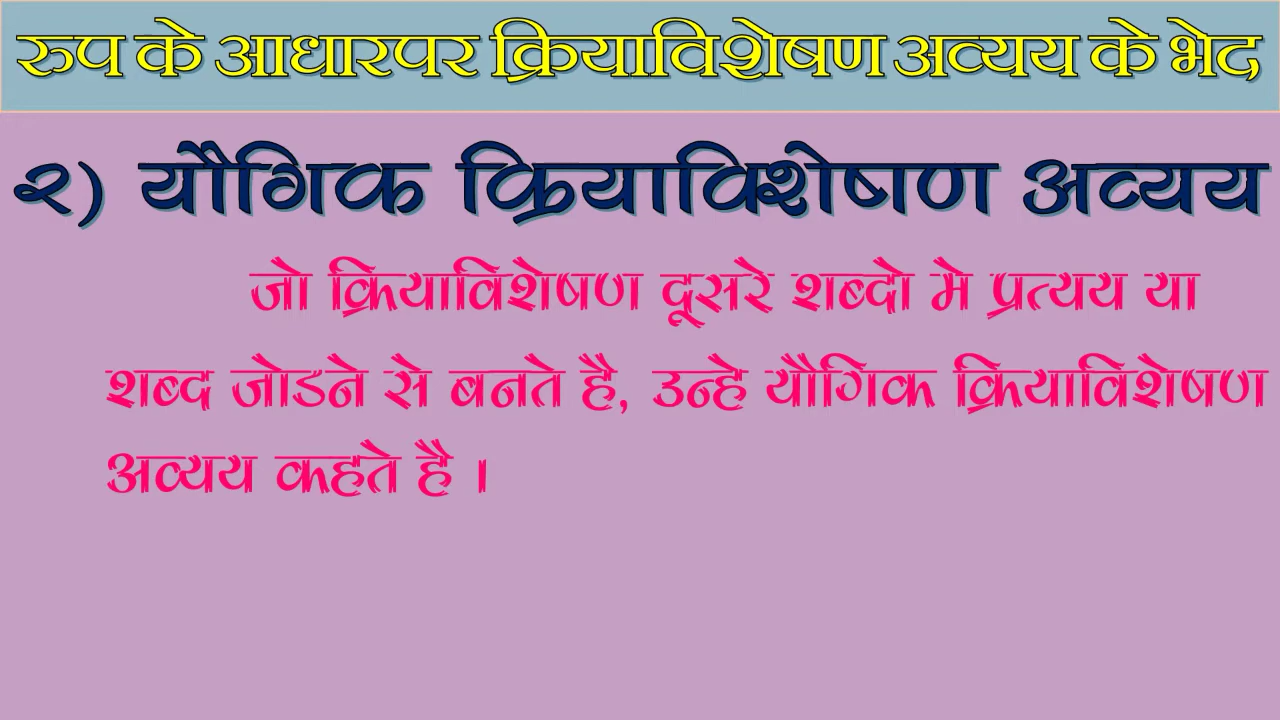 रुप के आधारपर क्रियाविशेषण अव्यय के भेद
२) यौगिक क्रियाविशेषण अव्यय
जो क्रियाविशेषण दूसरे शब्दो मे प्रत्यय या
शब्द जोडने से बनते है, उन्हे यौगिक क्रियाविशेषण
अव्यय कहते है ।